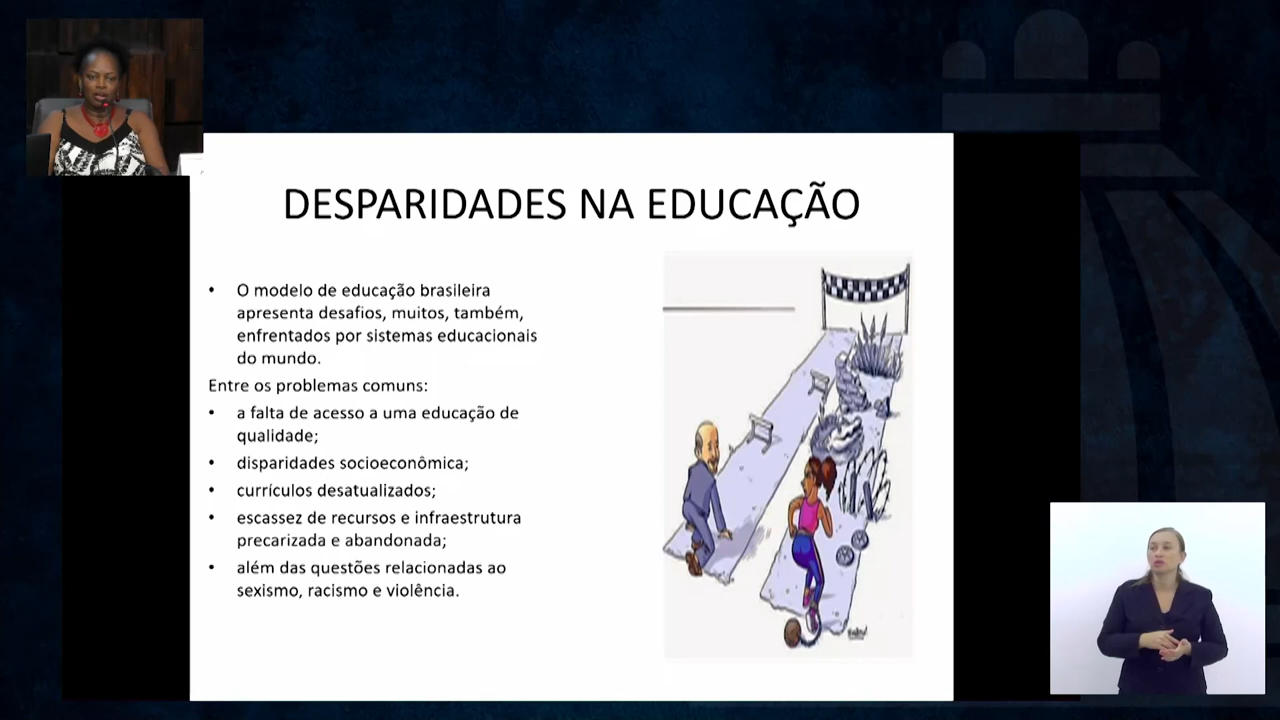 DESPARIDADES NA EDUCAÇÃO
• O modelo de educação brasileira
apresenta desafios, muitos, também,
enfrentados por sistemas educacionais
do mundo.
Entre os problemas comuns:
• a falta de acesso a uma educação de
qualidade;
• disparidades socioeconômica;
• currículos desatualizados;
• escassez de recursos e infraestrutura
precarizada e abandonada;
• além das questões relacionadas ao
sexismo, racismo e violência.